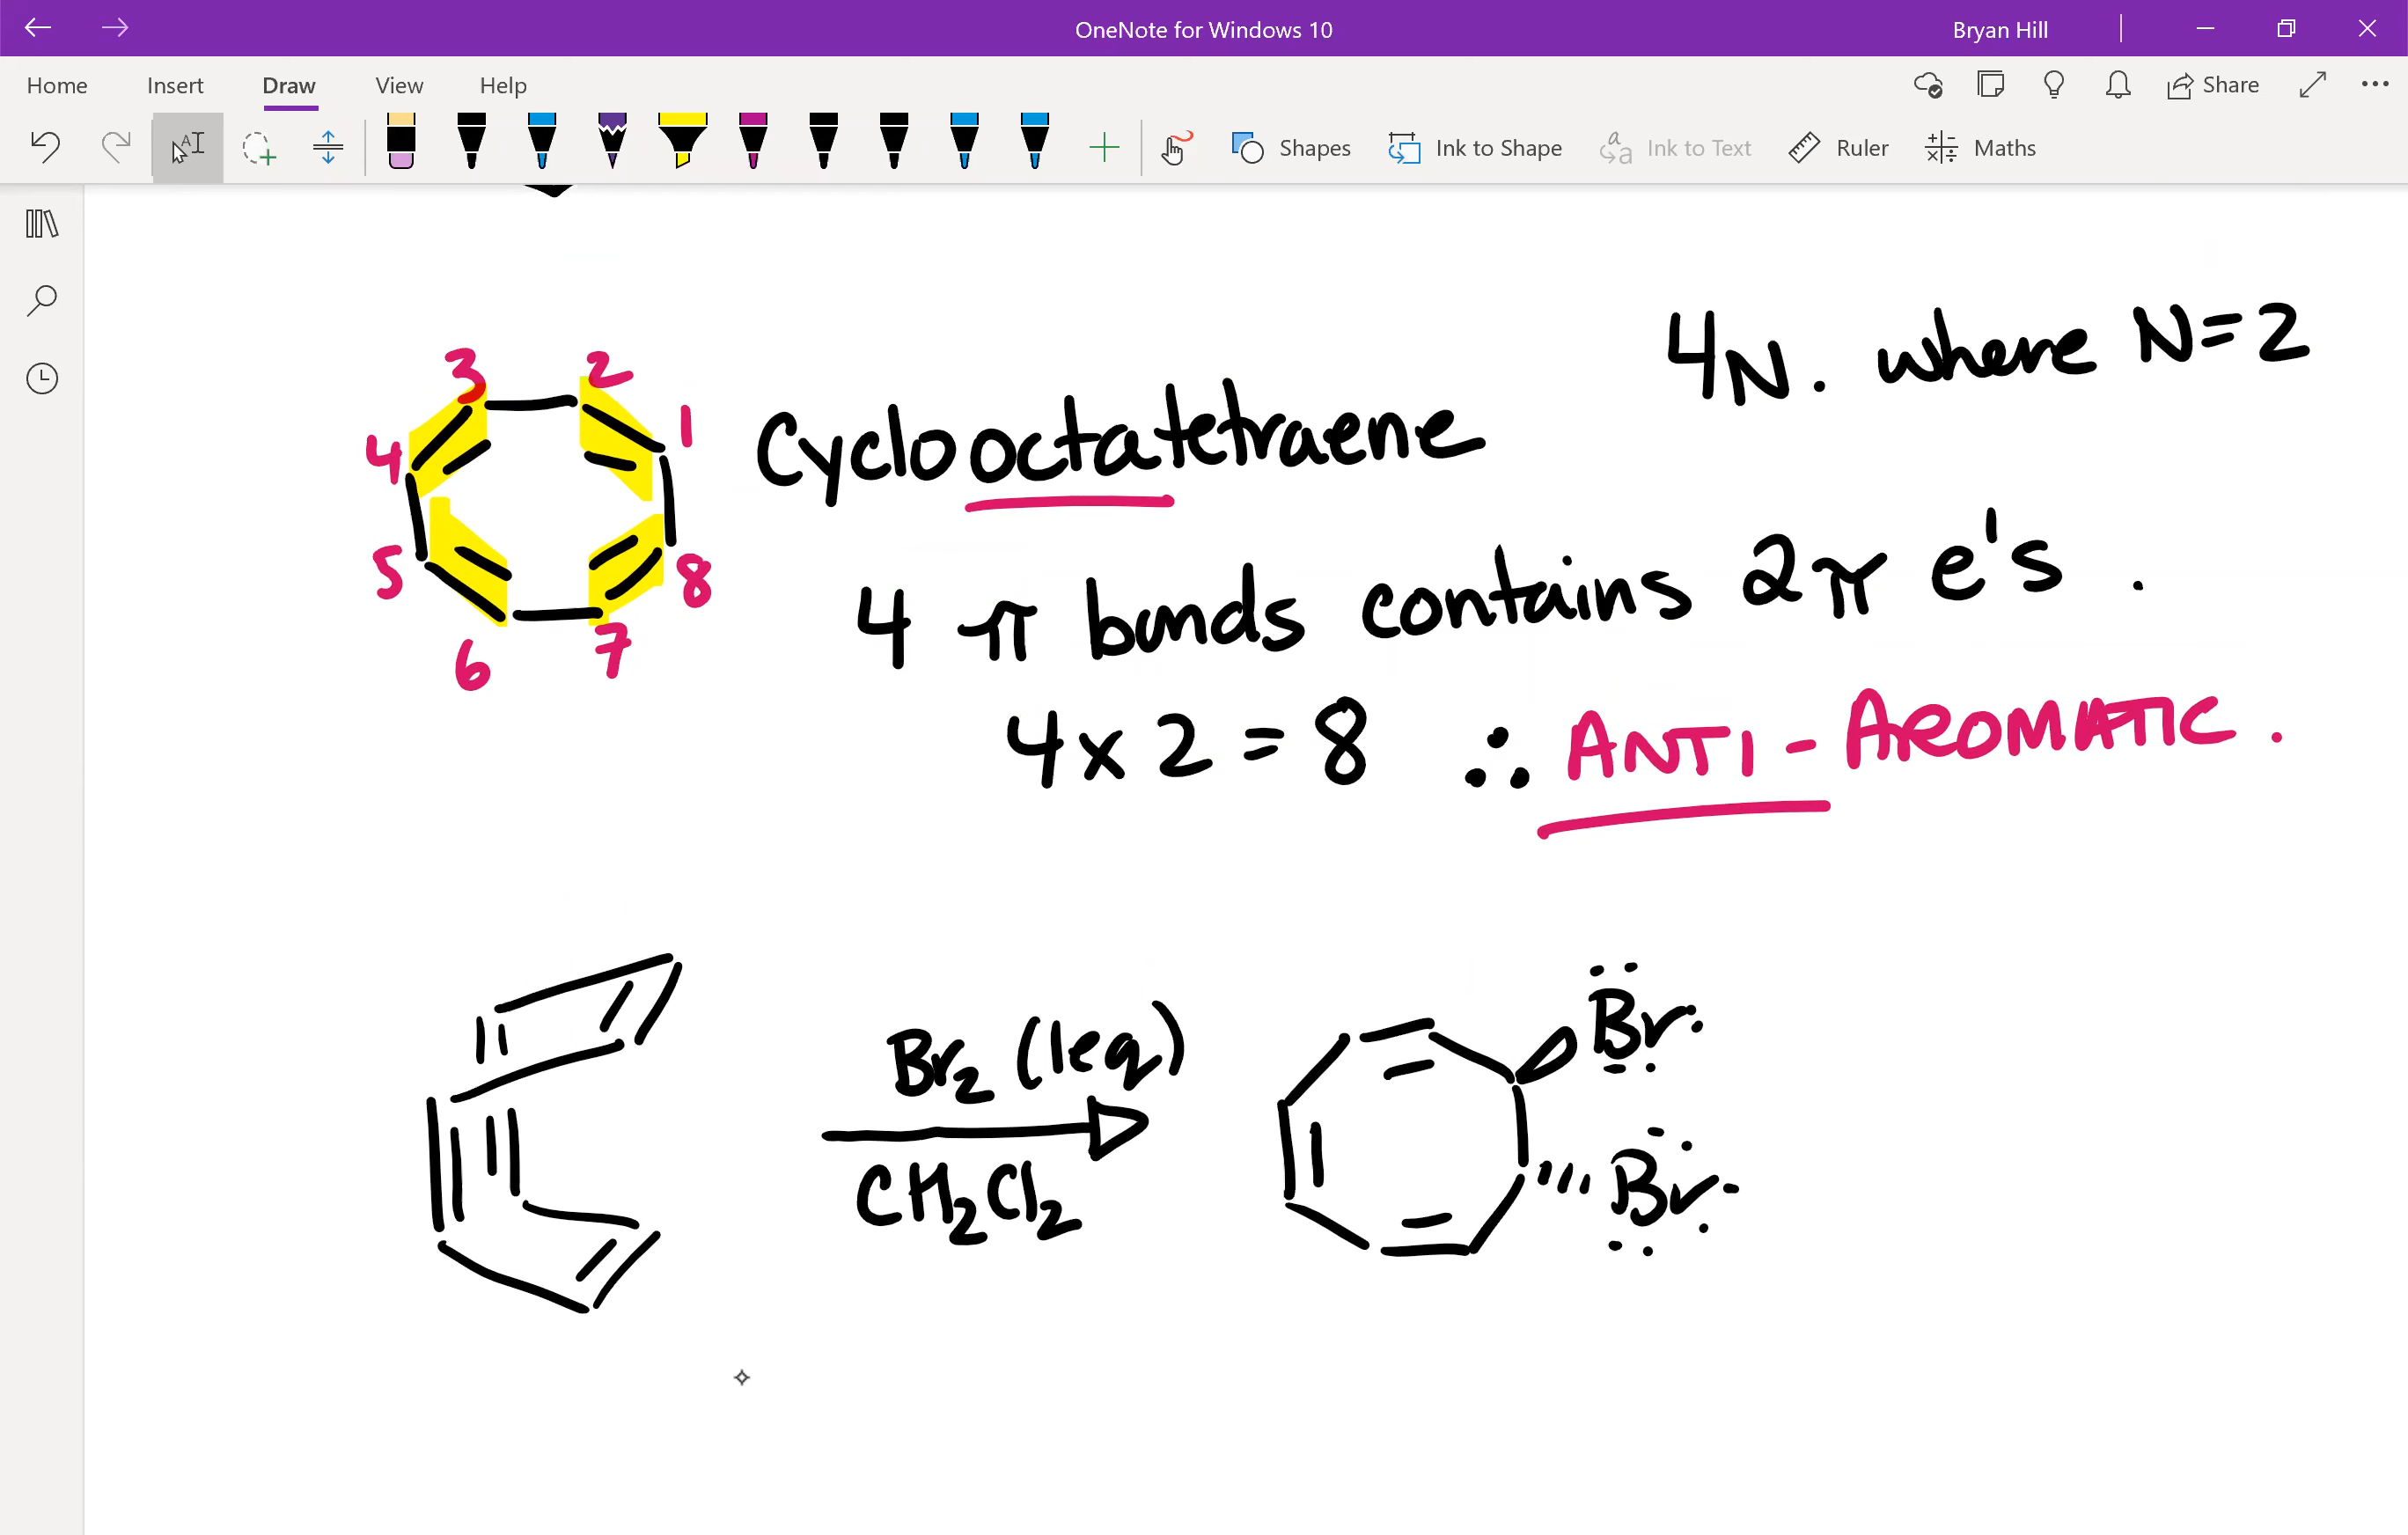 OneNote for Windows 10
Bryan Hill
Home Insert Draw View Help
Share
Shapes Ink to Shape Ink to Text Ruler Maths
4N. where N=2
3 2
4 1
Cyclooctatetraene
5 8
6 7
4 π bonds contains 2π e's.
4 x 2 = 8 ∴ ANTI-AROMATIC.
Br2 (1eq)
CH2Cl2
Br
Br